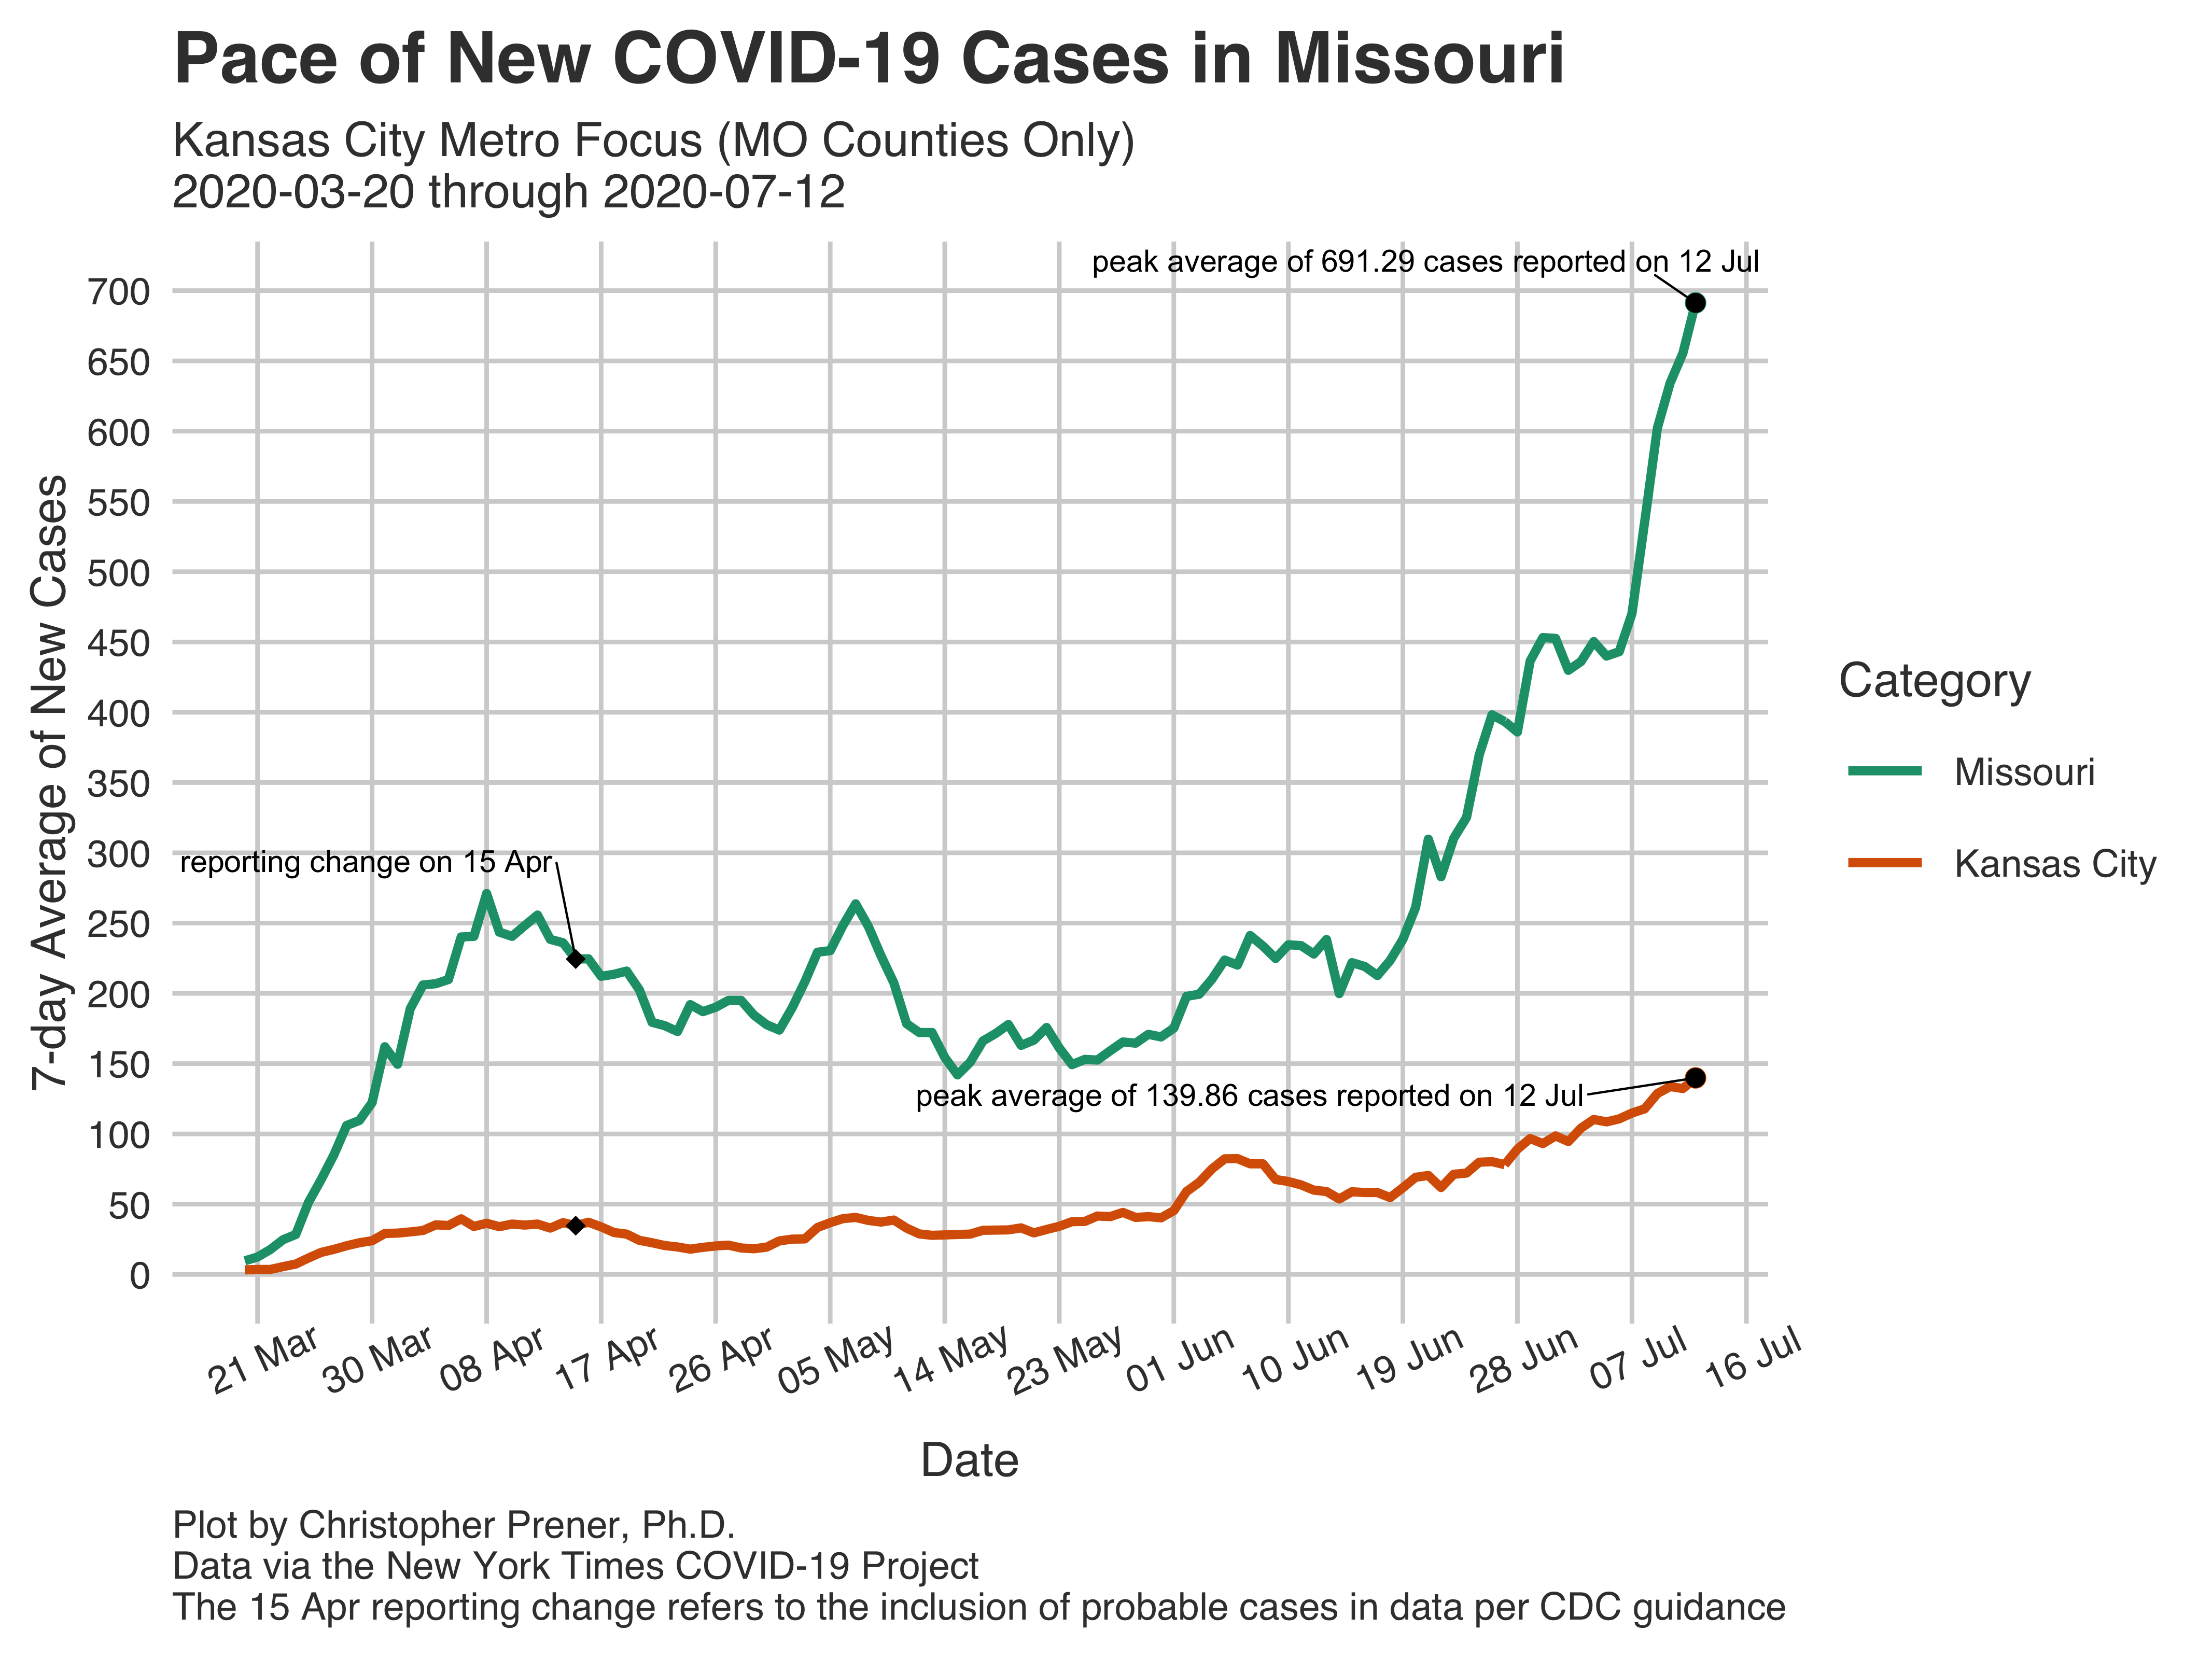 Pace of New COVID-19 Cases in Missouri
Kansas City Metro Focus (MO Counties Only)
2020-03-20 through 2020-07-12
peak average of 691.29 cases reported on 12 Jul
700
650
600
550
500
450
400
350
300
250
200
150
100
50
0
7-day Average of New Cases
reporting change on 15 Apr
peak average of 139.86 cases reported on 12 Jul
Category
Missouri
Kansas City
21 Mar
30 Mar
08 Apr
17 Apr
26 Apr
05 May
14 May
23 May
01 Jun
10 Jun
19 Jun
28 Jun
07 Jul
16 Jul
Date
Plot by Christopher Prener, Ph.D.
Data via the New York Times COVID-19 Project
The 15 Apr reporting change refers to the inclusion of probable cases in data per CDC guidance